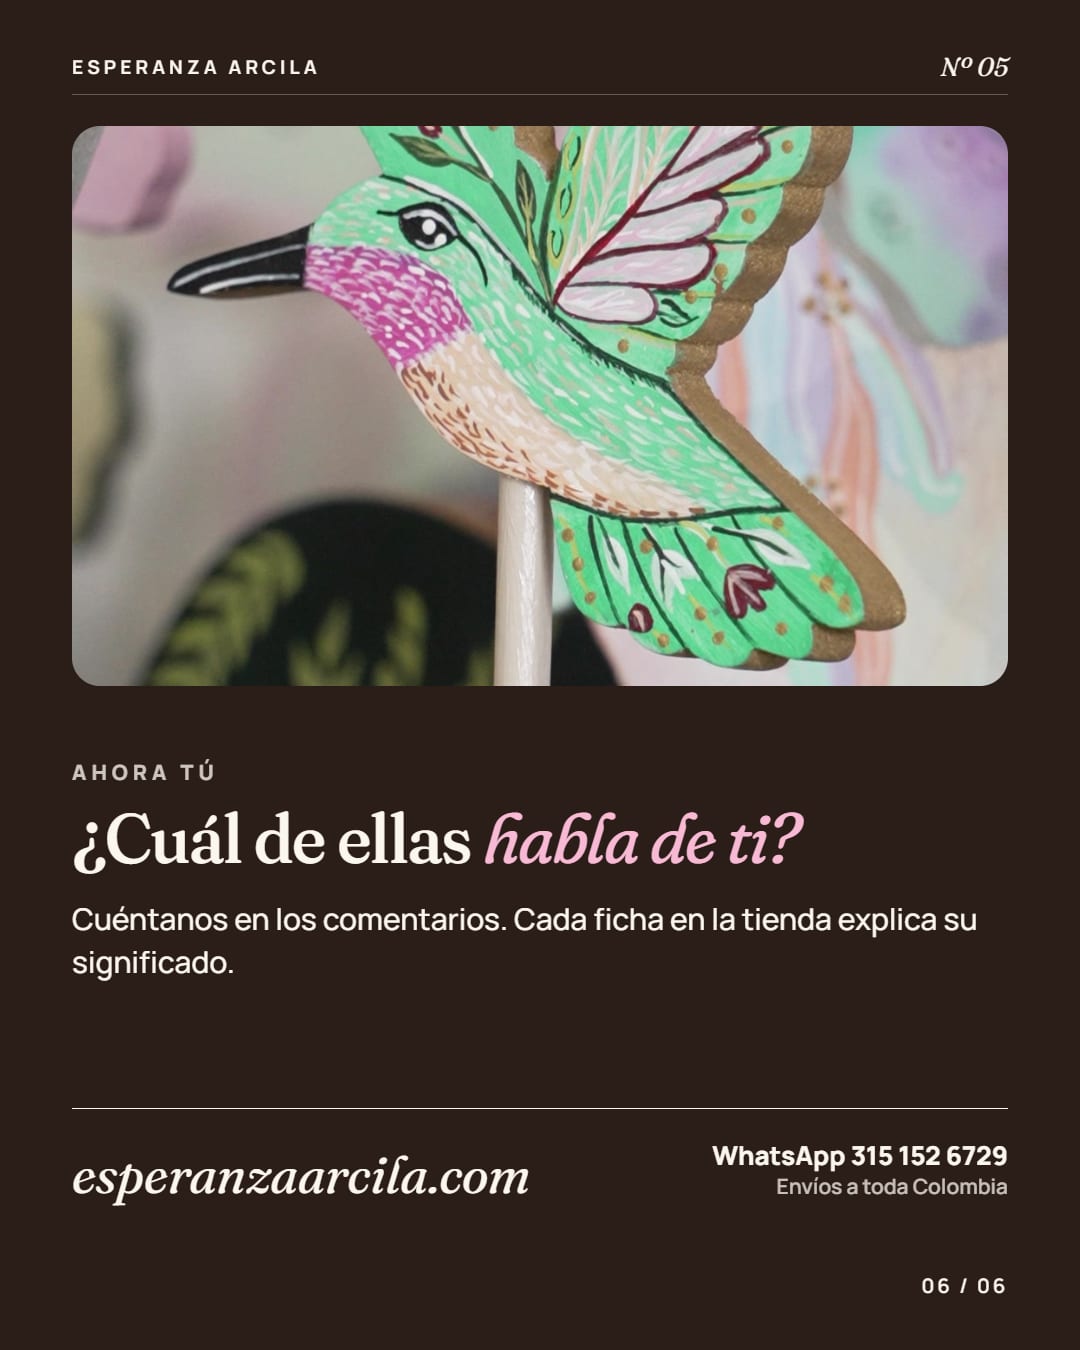 ESPERANZA ARCILA
Nº 05
AHORA TÚ
¿Cuál de ellas habla de ti?
Cuéntanos en los comentarios. Cada ficha en la tienda explica su
significado.
esperanzaarcila.com
WhatsApp 315 152 6729
Envíos a toda Colombia
06 / 06